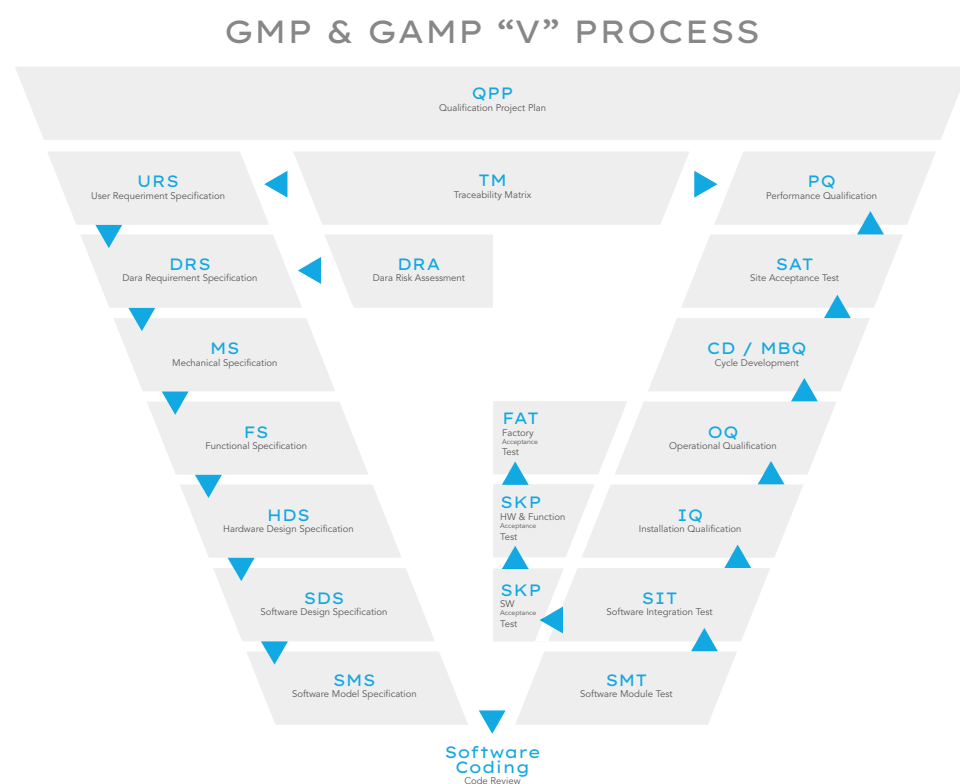 GMP & GAMP “V” PROCESS
QPP
Qualification Project Plan
URS
User Requeriment Specification
TM
Traceability Matrix
PQ
Performance Qualification
DRS
Dara Requirement Specification
DRA
Dara Risk Assessment
SAT
Site Acceptance Test
MS
Mechanical Specification
CD / MBQ
Cycle Development
FS
Functional Specification
FAT
Factory
Acceptance
Test
OQ
Operational Qualification
HDS
Hardware Design Specification
SKP
HW & Function
Acceptance
Test
IQ
Installation Qualification
SDS
Software Design Specification
SKP
SW
Acceptance
Test
SIT
Software Integration Test
SMS
Software Model Specification
SMT
Software Module Test
Software
Coding
Code Review